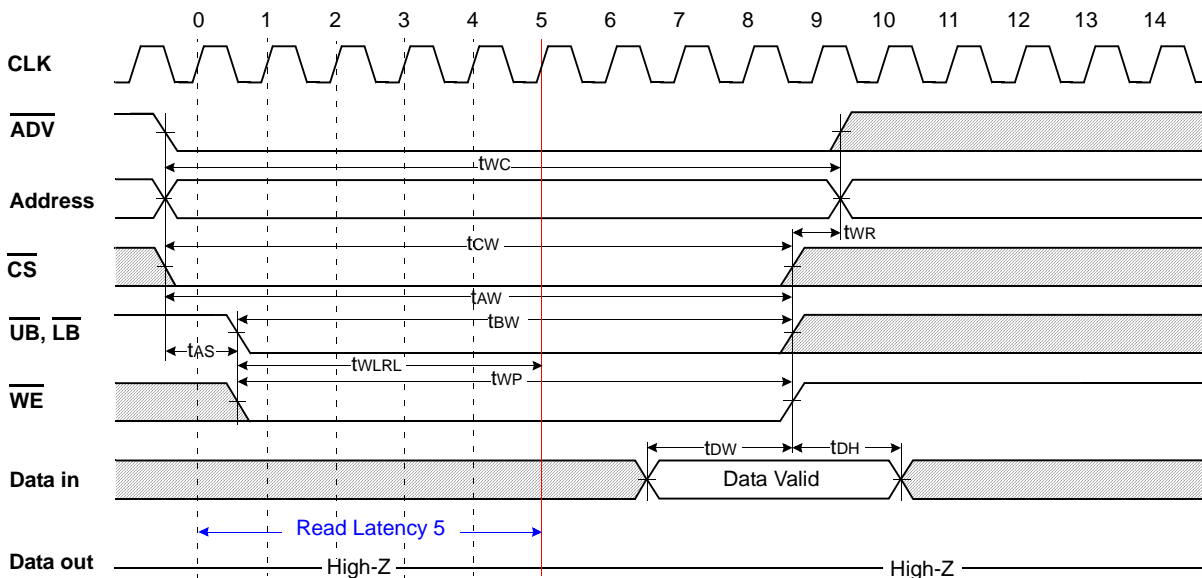 0 1 2 3 4 5 6 7 8 9 10 11 12 13 14
CLK
ADV
tWC
Address
tCW
tWR
CS
tAW
UB, LB
tBW
tAS
tWLRL
tWP
WE
tDW
tDH
Data in
Data Valid
Read Latency 5
Data out
High-Z
High-Z